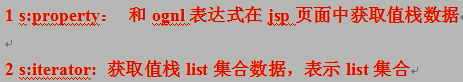 1 s:property： 和 ognl 表达式在 jsp 页面中获取值栈数据
2 s:iterator: 获取值栈 list 集合数据，表示 list 集合